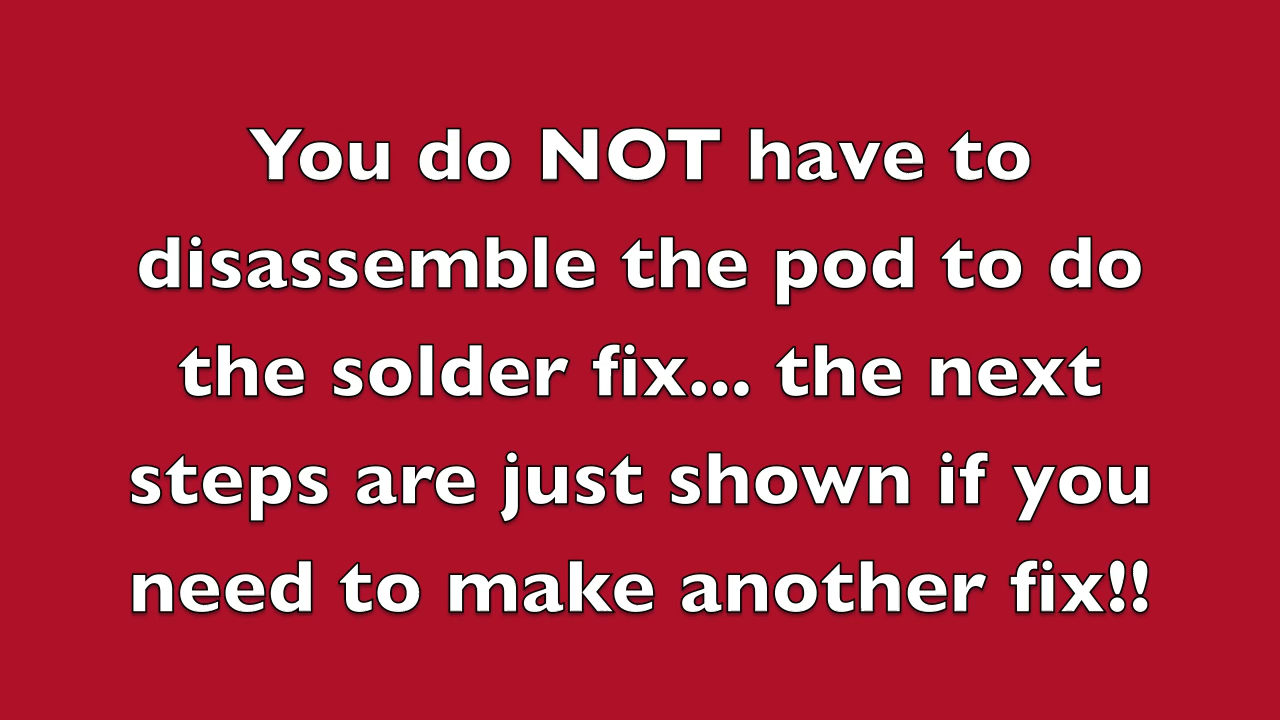 You do NOT have to
disassemble the pod to do
the solder fix... the next
steps are just shown if you
need to make another fix!!